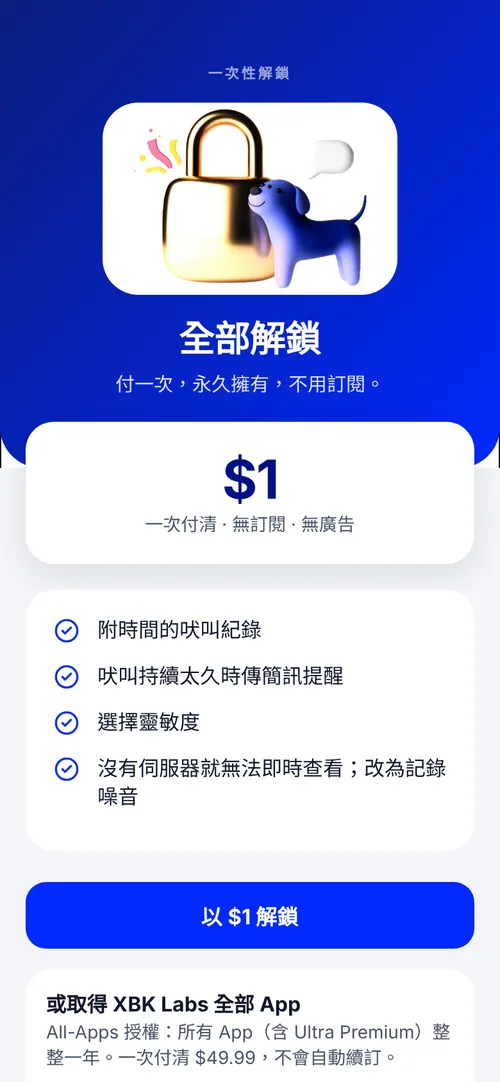 一次性解鎖
全部解鎖
付一次，永久擁有，不用訂閱。
$1
一次付清 · 無訂閱 · 無廣告
附時間的吠叫紀錄
吠叫持續太久時傳簡訊提醒
選擇靈敏度
沒有伺服器就無法即時查看；改為記錄
噪音
以 $1 解鎖
或取得 XBK Labs 全部 App
All-Apps 授權：所有 App（含 Ultra Premium）整
整一年。一次付清 $49.99，不會自動續訂。